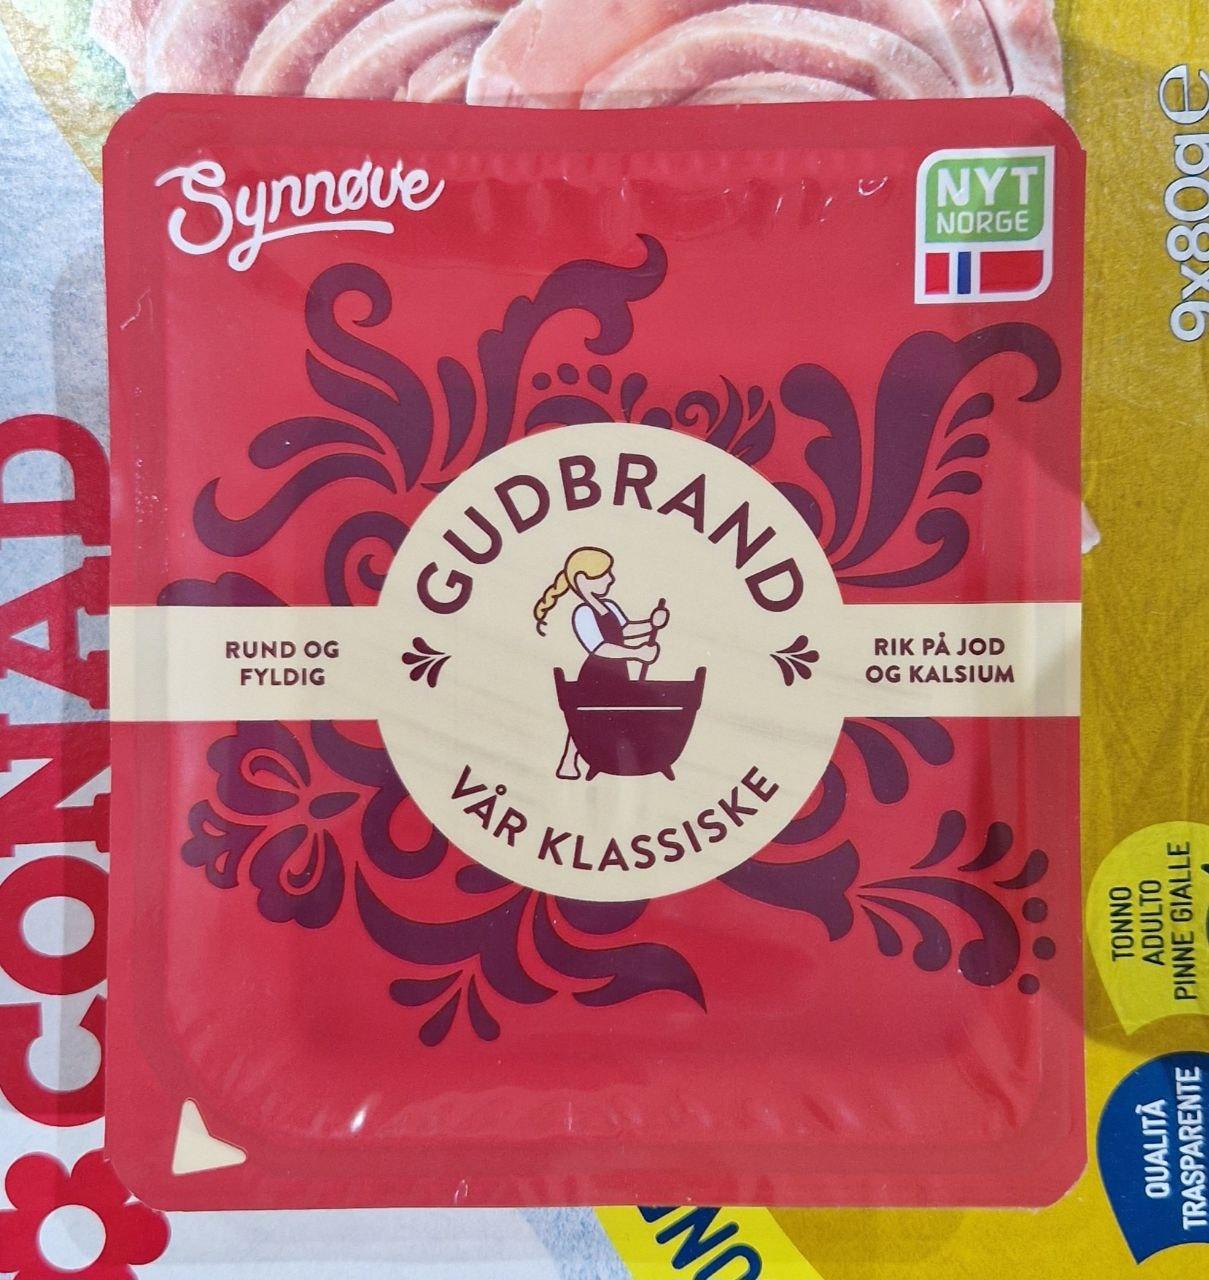 Synnøve
NYT
NORGE
GUDBRAND
RUND OG
FYLDIG
RIK PÅ JOD
OG KALSIUM
VÅR KLASSISKE
CONAD
9x80g e
TONNO
ADULTO
PINNE GIALLE
QUALITÀ
TRASPARENTE